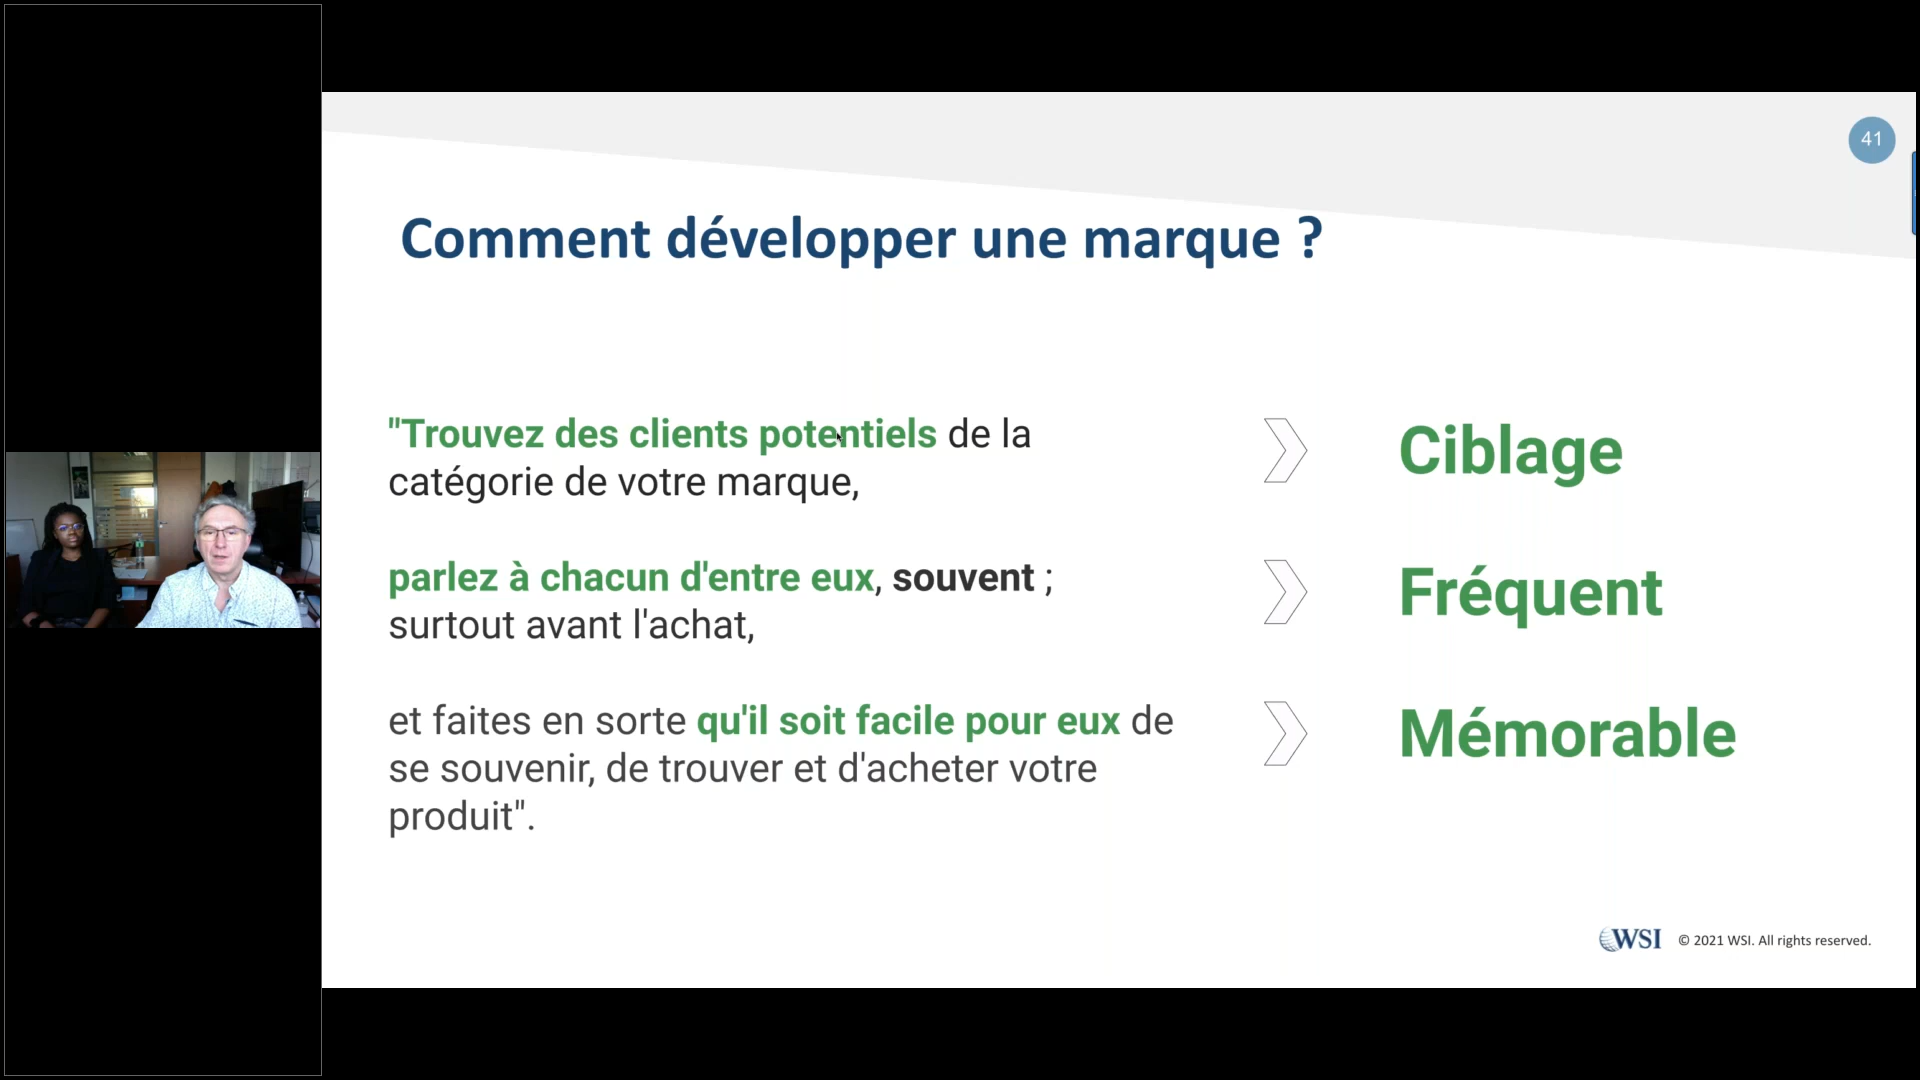 41
Comment développer une marque ?
"Trouvez des clients potentiels de la
catégorie de votre marque,
Ciblage
parlez à chacun d'entre eux, souvent ;
surtout avant l'achat,
Fréquent
et faites en sorte qu'il soit facile pour eux de
se souvenir, de trouver et d'acheter votre
produit".
Mémorable
WSI © 2021 WSI. All rights reserved.